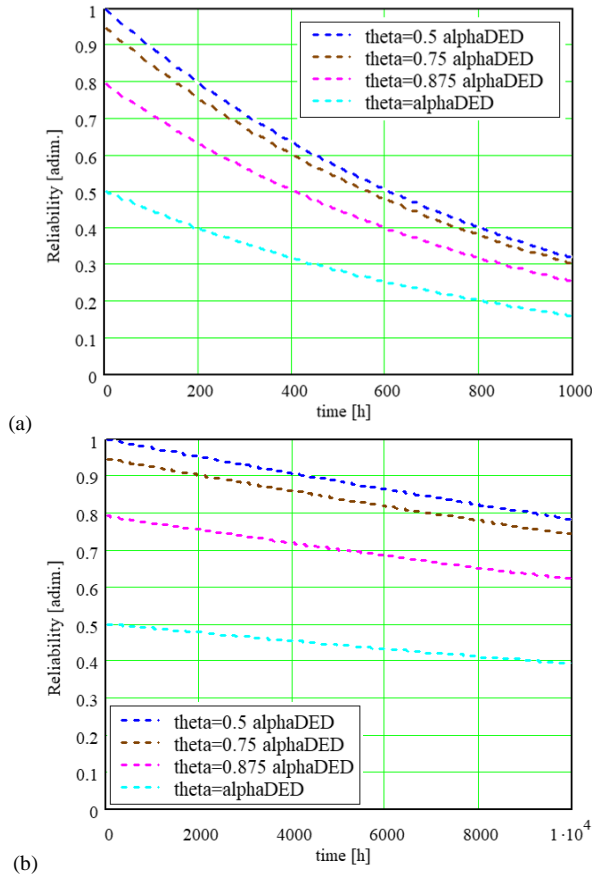 1
0.9
0.8
0.7
0.6
0.5
0.4
0.3
0.2
0.1
0
Reliability [adim.]
theta=0.5 alphaDED
theta=0.75 alphaDED
theta=0.875 alphaDED
theta=alphaDED
0 200 400 600 800 1000
time [h]
(a)
1
0.9
0.8
0.7
0.6
0.5
0.4
0.3
0.2
0.1
0
Reliability [adim.]
theta=0.5 alphaDED
theta=0.75 alphaDED
theta=0.875 alphaDED
theta=alphaDED
0 2000 4000 6000 8000 1·10⁴
time [h]
(b)